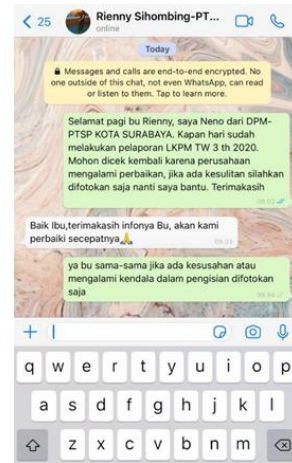 25
Rienny Sihombing-PT...
online
Today
Messages and calls are end-to-end encrypted. No
one outside of this chat, not even WhatsApp, can read
or listen to them. Tap to learn more.
Selamat pagi bu Rienny, saya Neno dari DPM-
PTSP KOTA SURABAYA. Kapan hari sudah
melakukan pelaporan LKPM TW 3 th 2020.
Mohon dicek kembali karena perusahaan
mengalami perbaikan, jika ada kesulitan silahkan
difotokan saja nanti saya bantu. Terimakasih
Baik Ibu,terimakasih infonya Bu, akan kami
perbaiki secepatnya🙏
ya bu sama-sama jika ada kesusahan atau
mengalami kendala dalam pengisian difotokan
saja
q w e r t y u i o p
a s d f g h j k l
z x c v b n m